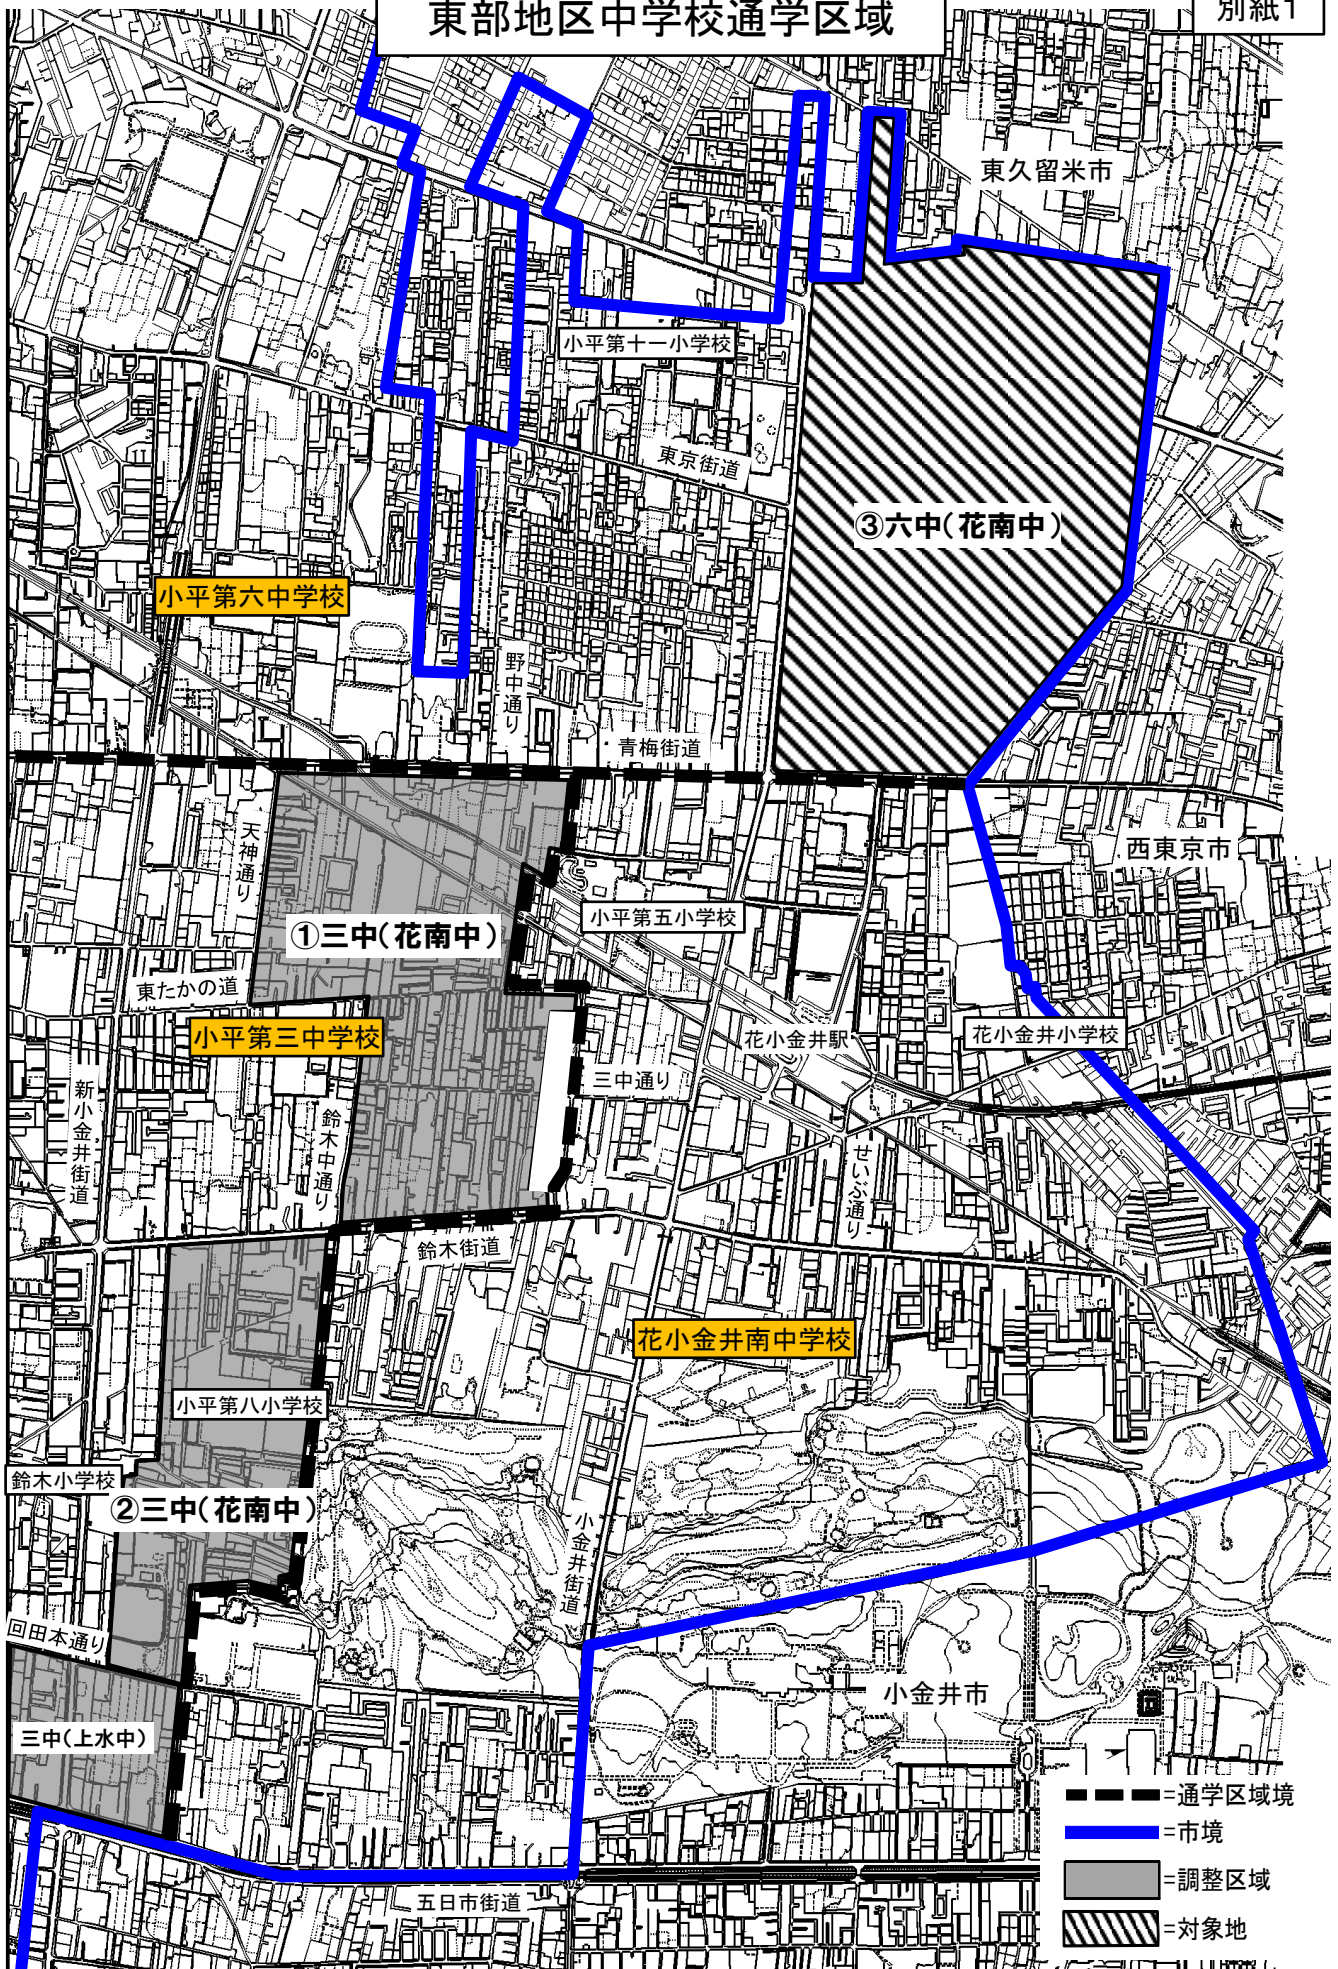 東部地区中学校通学区域
別紙1
東久留米市
小平第十一小学校
東京街道
③六中(花南中)
小平第六中学校
野中通り
青梅街道
天神通り
西東京市
小平第五小学校
①三中(花南中)
東たかの道
小平第三中学校
花小金井駅
花小金井小学校
三中通り
新小金井街道
鈴木中通り
せいぶ通り
鈴木街道
花小金井南中学校
小平第八小学校
鈴木小学校
②三中(花南中)
小金井街道
回田本通り
小金井市
三中(上水中)
=通学区域境
=市境
=調整区域
=対象地
五日市街道